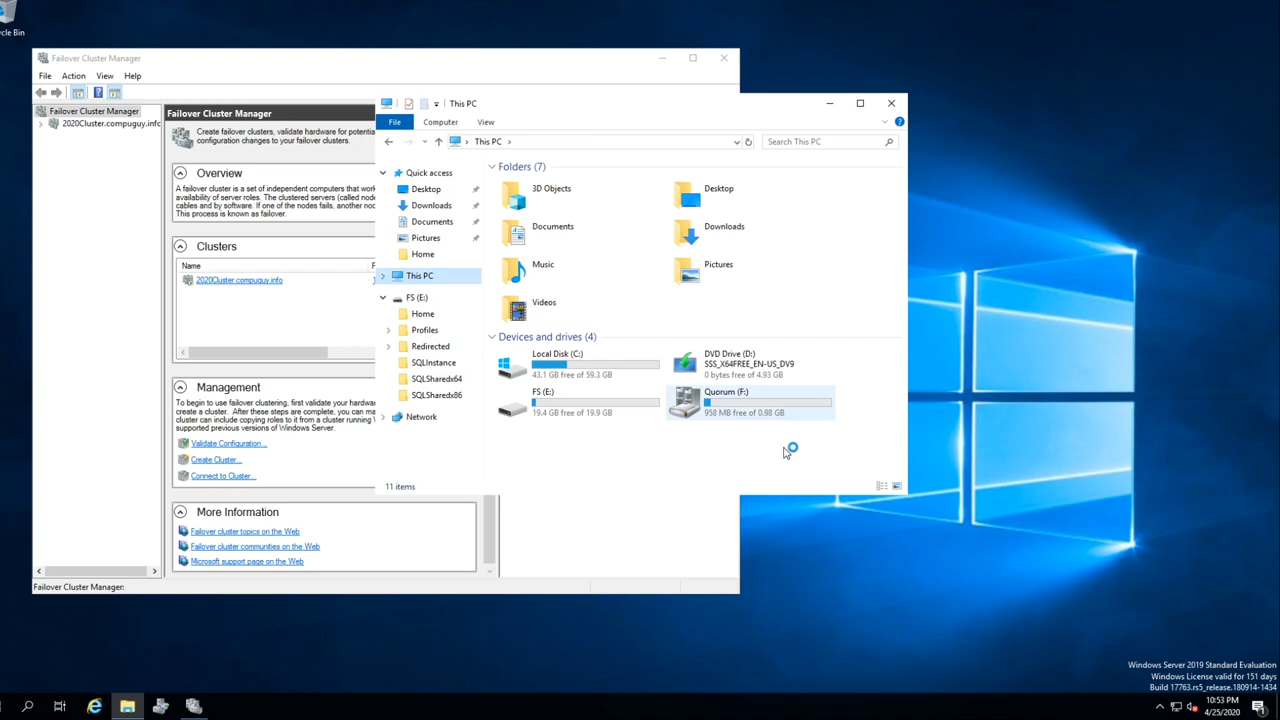 cle Bin
Failover Cluster Manager
File Action View Help
Failover Cluster Manager
2020Cluster.compuguy.info
Failover Cluster Manager
Create failover clusters, validate hardware for potential
configuration changes to your failover clusters.
Overview
A failover cluster is a set of independent computers that work
availability of server roles. The clustered servers (called node
cables and by software. If one of the nodes fails, another node
This process is known as failover.
Clusters
Name
2020Cluster.compuguy.info
Management
To begin to use failover clustering, first validate your hardware
create a cluster. After these steps are complete, you can ma
cluster can include copying roles to it from a cluster running W
supported previous versions of Windows Server.
Validate Configuration...
Create Cluster...
Connect to Cluster...
More Information
Failover cluster topics on the Web
Failover cluster communities on the Web
Microsoft support page on the Web
Failover Cluster Manager:
This PC
File Computer View
This PC
Search This PC
Quick access
Desktop
Downloads
Documents
Pictures
Home
This PC
FS (E:)
Home
Profiles
Redirected
SQLInstance
SQLSharedx64
SQLSharedx86
Network
Folders (7)
3D Objects
Desktop
Documents
Downloads
Music
Pictures
Videos
Devices and drives (4)
Local Disk (C:)
43.1 GB free of 59.3 GB
DVD Drive (D:)
SSS_X64FREE_EN-US_DV9
0 bytes free of 4.93 GB
FS (E:)
19.4 GB free of 19.9 GB
Quorum (F:)
958 MB free of 0.98 GB
11 items
Windows Server 2019 Standard Evaluation
Windows License valid for 151 days
Build 17763.rs5_release.180914-1434
10:53 PM
4/25/2020
1